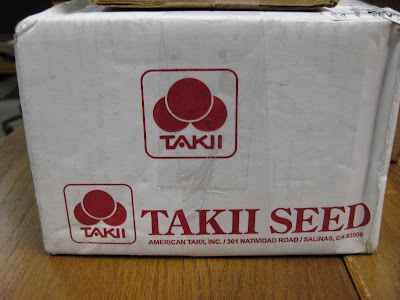 TAKII
TAKII
TAKII SEED
AMERICAN TAKII, INC. / 301 NATIVIDAD ROAD / SALINAS, CA 93906